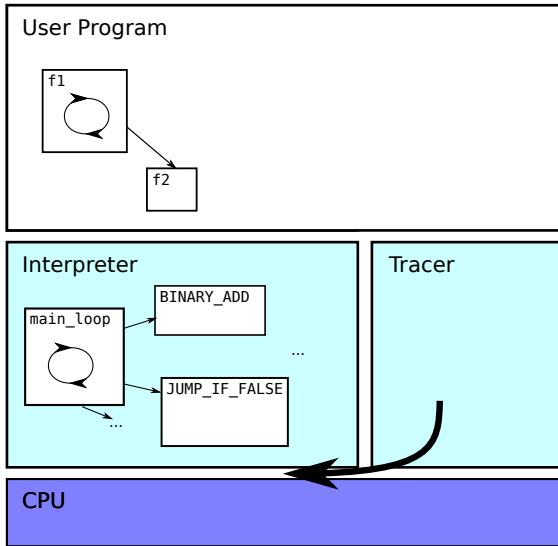 User Program
f1
f2
Interpreter
Tracer
main_loop
BINARY_ADD
...
JUMP_IF_FALSE
...
CPU